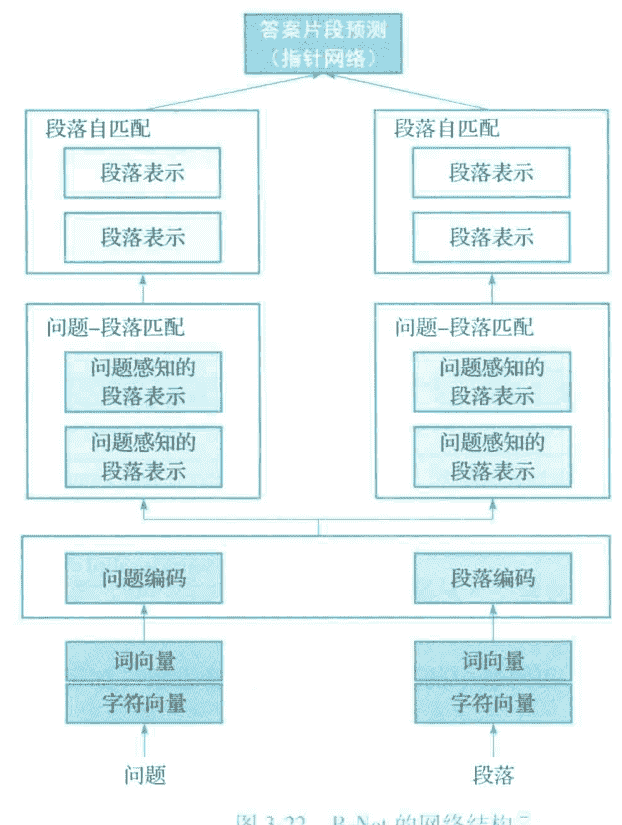 答案片段预测
（指针网络）
段落自匹配
段落表示
段落表示
段落自匹配
段落表示
段落表示
问题-段落匹配
问题感知的
段落表示
问题感知的
段落表示
问题-段落匹配
问题感知的
段落表示
问题感知的
段落表示
问题编码
段落编码
词向量
字符向量
词向量
字符向量
问题
段落
图 3-22 R-Net 的网络结构